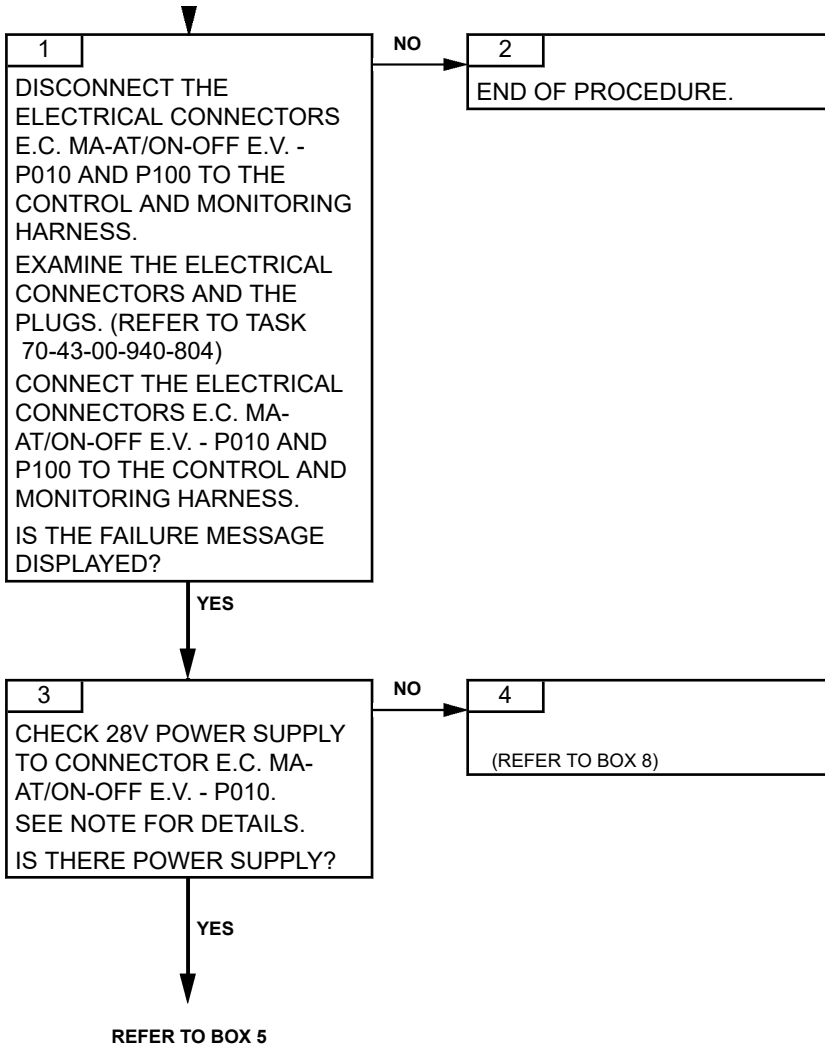 1
NO
2
DISCONNECT THE
ELECTRICAL CONNECTORS
E.C. MA-AT/ON-OFF E.V. -
P010 AND P100 TO THE
CONTROL AND MONITORING
HARNESS.
EXAMINE THE ELECTRICAL
CONNECTORS AND THE
PLUGS. (REFER TO TASK
70-43-00-940-804)
CONNECT THE ELECTRICAL
CONNECTORS E.C. MA-
AT/ON-OFF E.V. - P010 AND
P100 TO THE CONTROL AND
MONITORING HARNESS.
IS THE FAILURE MESSAGE
DISPLAYED?
END OF PROCEDURE.
YES
3
NO
4
CHECK 28V POWER SUPPLY
TO CONNECTOR E.C. MA-
AT/ON-OFF E.V. - P010.
SEE NOTE FOR DETAILS.
IS THERE POWER SUPPLY?
(REFER TO BOX 8)
YES
REFER TO BOX 5